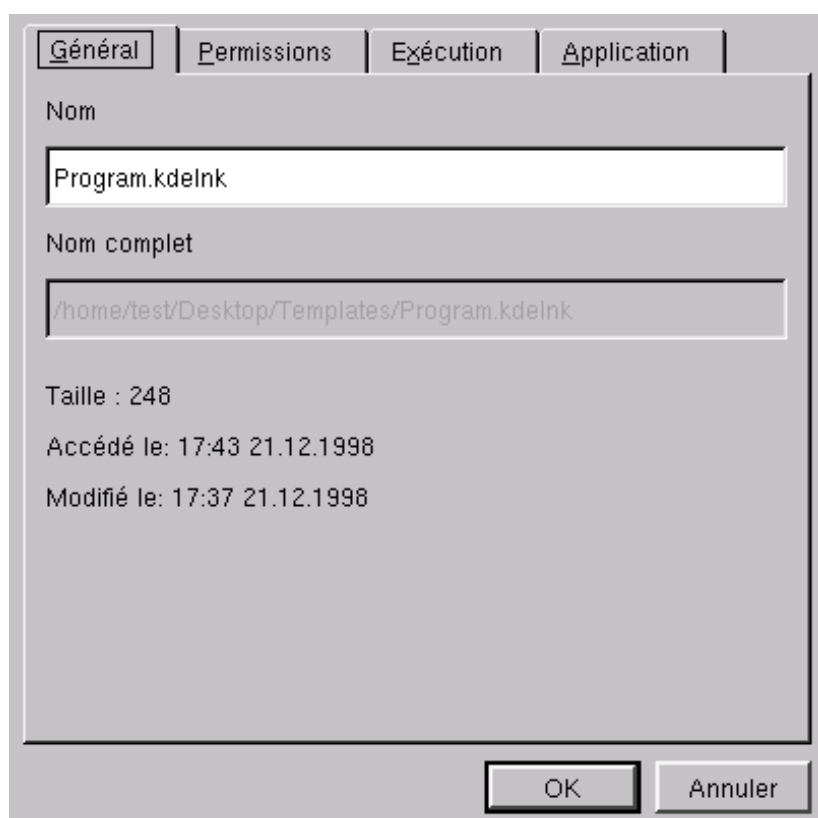 Général Permissions Exécution Application
Nom
Program.kdelnk
Nom complet
/home/test/Desktop/Templates/Program.kdelnk
Taille : 248
Accédé le: 17:43 21.12.1998
Modifié le: 17:37 21.12.1998
OK Annuler